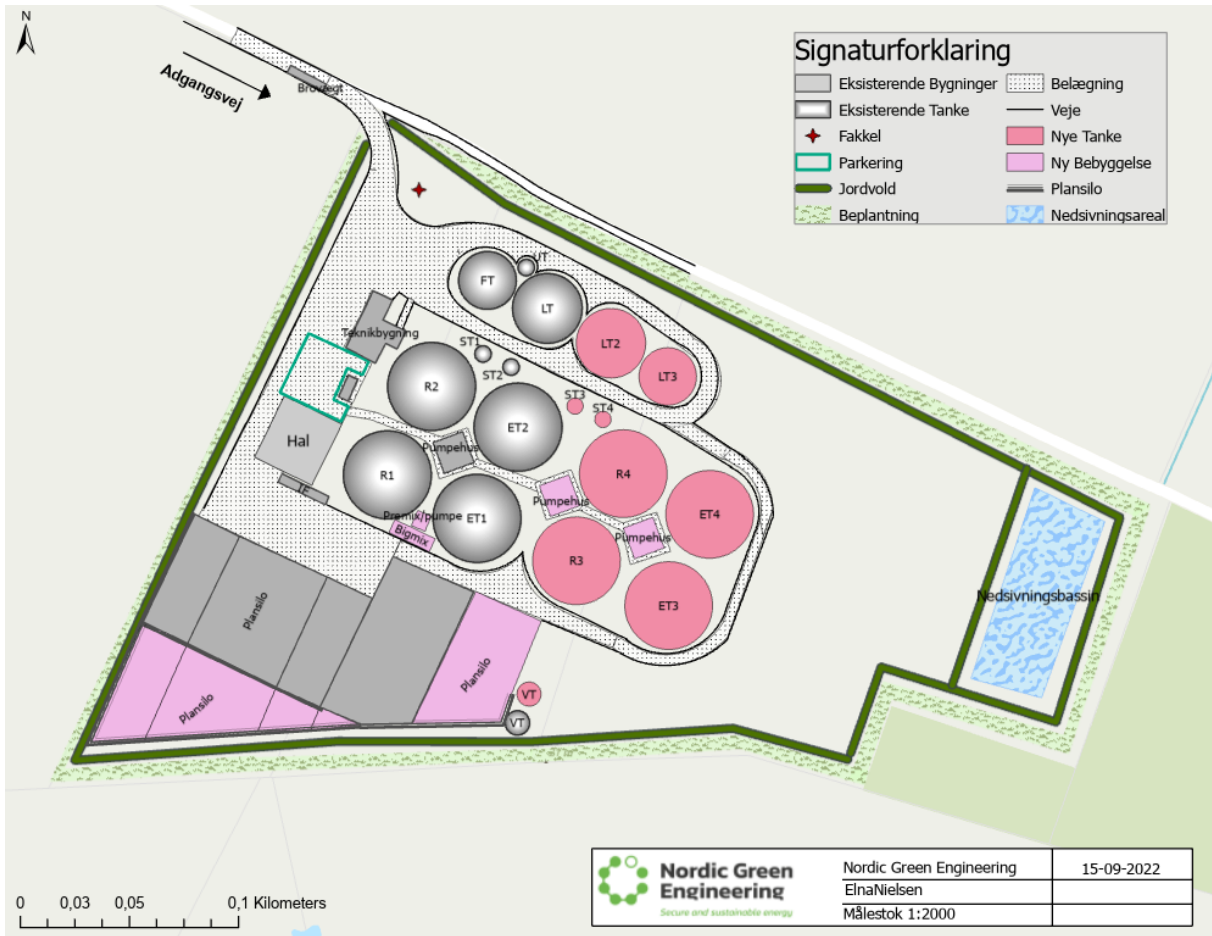 N
Adgangsvej
Brovægt
Signaturforklaring
Eksisterende Bygninger
Belægning
Eksisterende Tanke
Veje
Fakkel
Nye Tanke
Parkering
Ny Bebyggelse
Jordvold
Plansilo
Beplantning
Nedsivningsareal
UT
FT
LT
Teknikbygning
LT2
ST1
ST2
LT3
R2
ST3
ST4
ET2
Hal
Pumpehus
R1
R4
Pumpehus
ET4
Premix/pumpe
ET1
Bigmix
Pumpehus
R3
ET3
Nedsivningsbassin
Plansilo
Plansilo
Plansilo
VT
VT
0 0,03 0,05 0,1 Kilometers
Nordic Green
Engineering
Secure and sustainable energy
Nordic Green Engineering
15-09-2022
ElnaNielsen
Målestok 1:2000